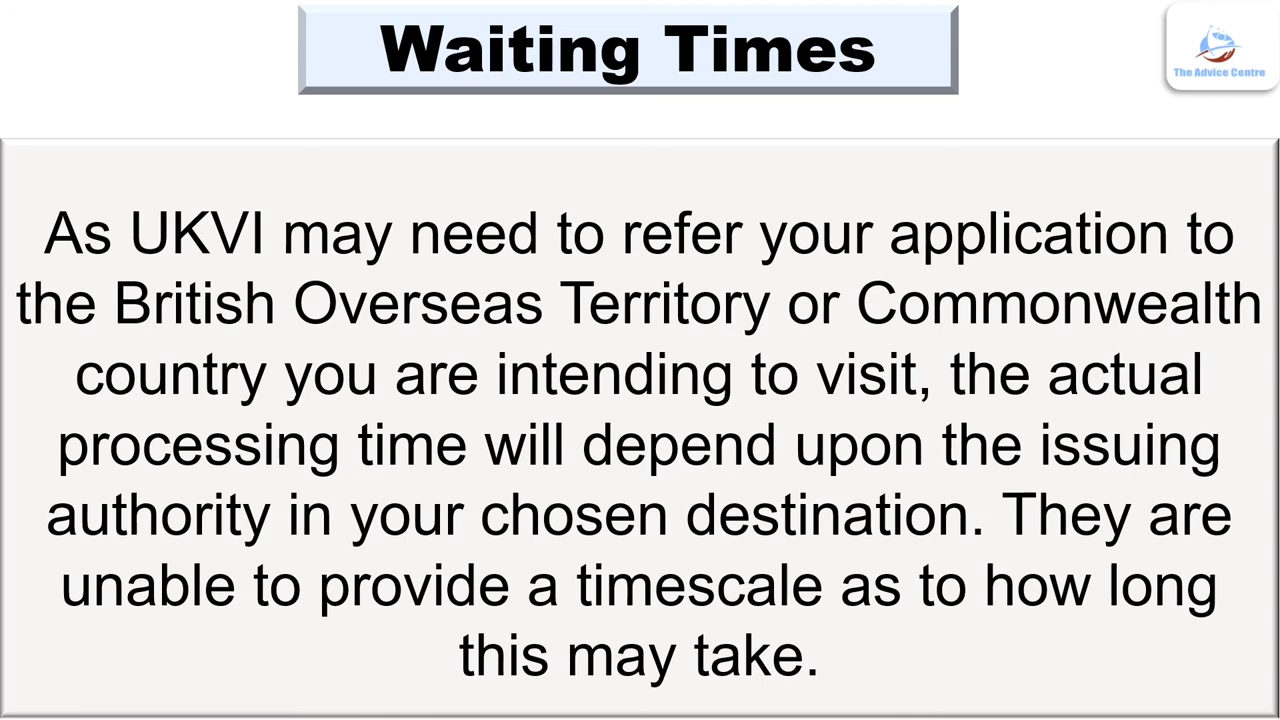 Waiting Times
The Advice Centre
As UKVI may need to refer your application to
the British Overseas Territory or Commonwealth
country you are intending to visit, the actual
processing time will depend upon the issuing
authority in your chosen destination. They are
unable to provide a timescale as to how long
this may take.